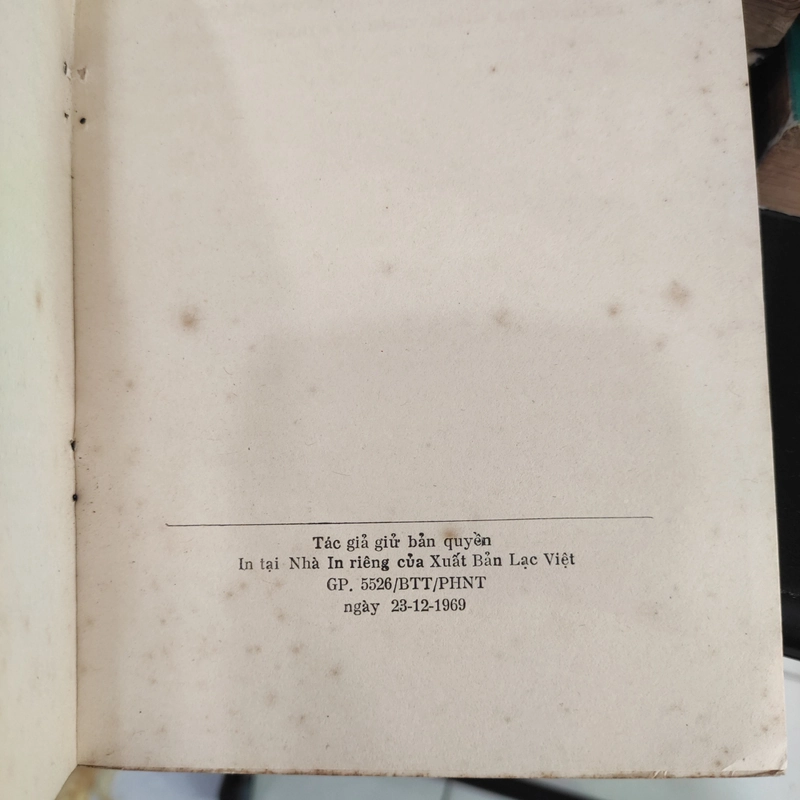 Tác giả giử bản quyền
In tại Nhà In riêng của Xuất Bản Lạc Việt
GP. 5526/BTT/PHNT
ngày 23-12-1969